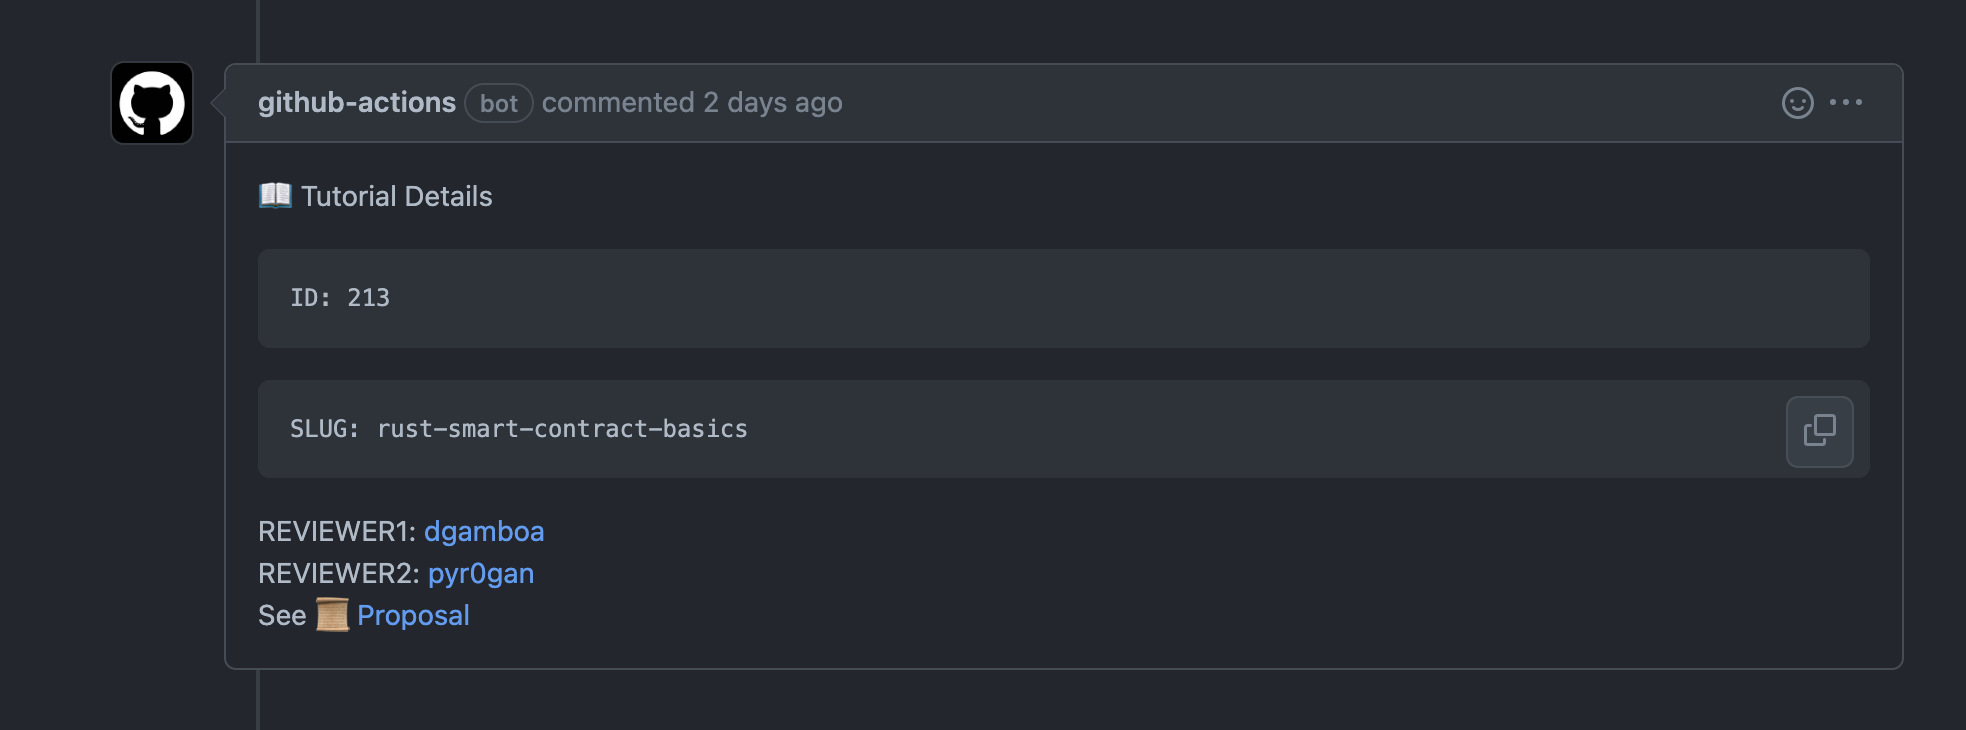 github-actions bot commented 2 days ago
📖 Tutorial Details
ID: 213
SLUG: rust-smart-contract-basics
REVIEWER1: dgamboa
REVIEWER2: pyr0gan
See 📜 Proposal